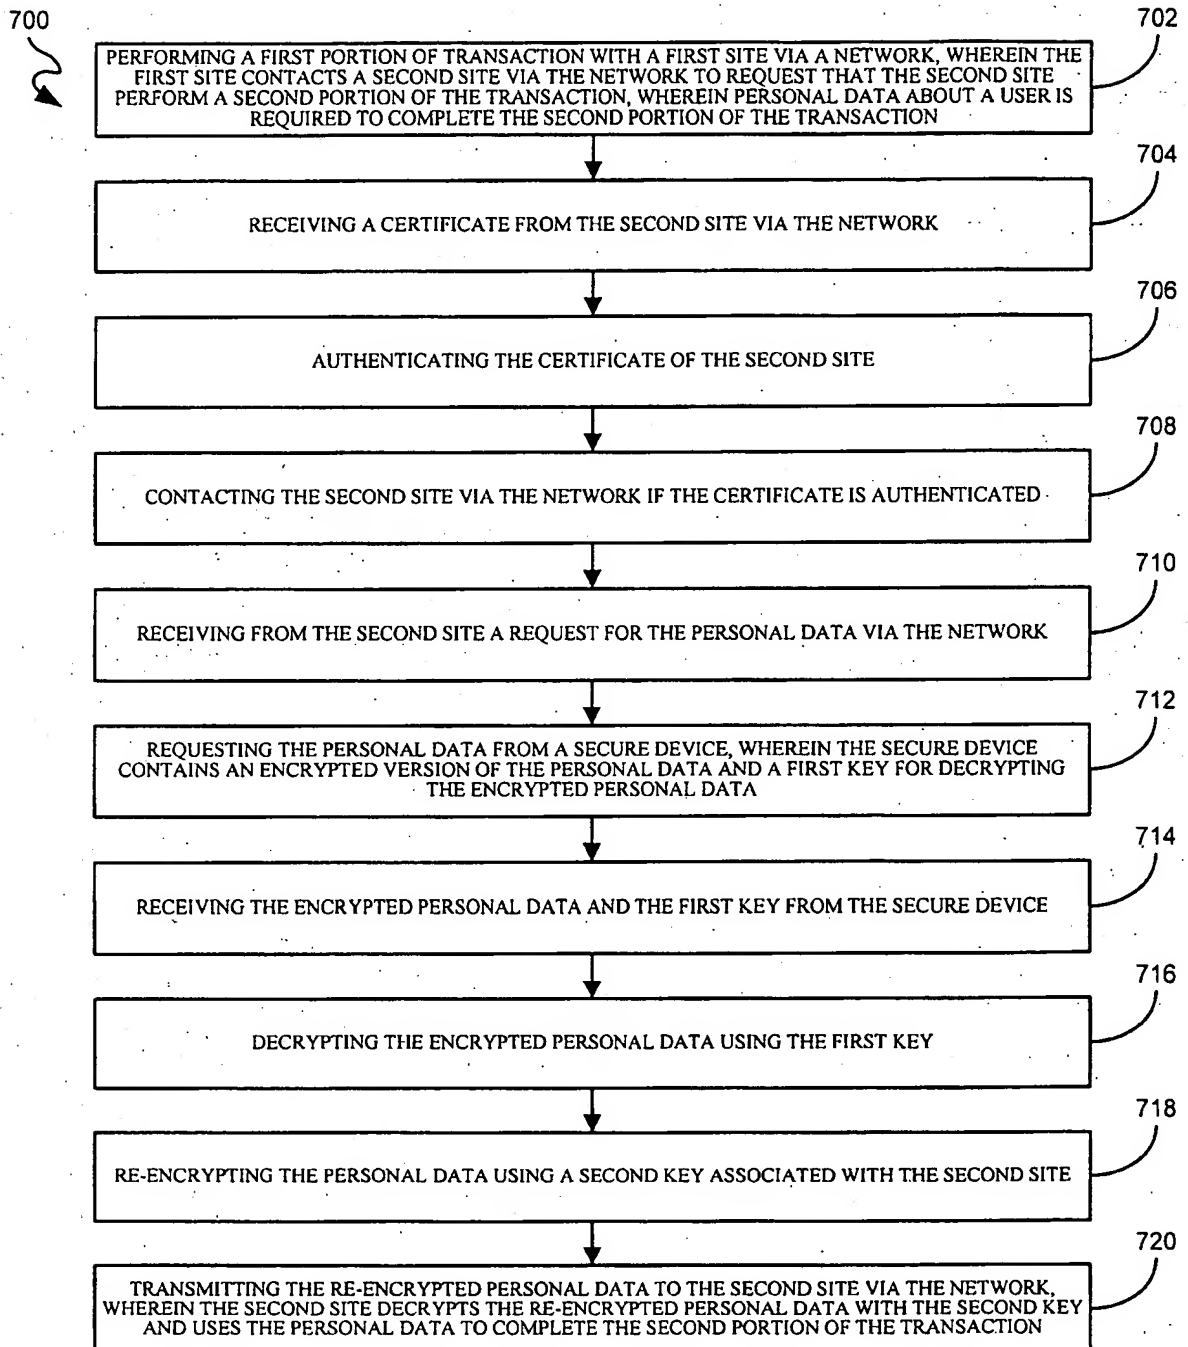 700
702
PERFORMING A FIRST PORTION OF TRANSACTION WITH A FIRST SITE VIA A NETWORK, WHEREIN THE
FIRST SITE CONTACTS A SECOND SITE VIA THE NETWORK TO REQUEST THAT THE SECOND SITE
PERFORM A SECOND PORTION OF THE TRANSACTION, WHEREIN PERSONAL DATA ABOUT A USER IS
REQUIRED TO COMPLETE THE SECOND PORTION OF THE TRANSACTION
704
RECEIVING A CERTIFICATE FROM THE SECOND SITE VIA THE NETWORK
706
AUTHENTICATING THE CERTIFICATE OF THE SECOND SITE
708
CONTACTING THE SECOND SITE VIA THE NETWORK IF THE CERTIFICATE IS AUTHENTICATED
710
RECEIVING FROM THE SECOND SITE A REQUEST FOR THE PERSONAL DATA VIA THE NETWORK
712
REQUESTING THE PERSONAL DATA FROM A SECURE DEVICE, WHEREIN THE SECURE DEVICE
CONTAINS AN ENCRYPTED VERSION OF THE PERSONAL DATA AND A FIRST KEY FOR DECRYPTING
THE ENCRYPTED PERSONAL DATA
714
RECEIVING THE ENCRYPTED PERSONAL DATA AND THE FIRST KEY FROM THE SECURE DEVICE
716
DECRYPTING THE ENCRYPTED PERSONAL DATA USING THE FIRST KEY
718
RE-ENCRYPTING THE PERSONAL DATA USING A SECOND KEY ASSOCIATED WITH THE SECOND SITE
720
TRANSMITTING THE RE-ENCRYPTED PERSONAL DATA TO THE SECOND SITE VIA THE NETWORK,
WHEREIN THE SECOND SITE DECRYPTS THE RE-ENCRYPTED PERSONAL DATA WITH THE SECOND KEY
AND USES THE PERSONAL DATA TO COMPLETE THE SECOND PORTION OF THE TRANSACTION